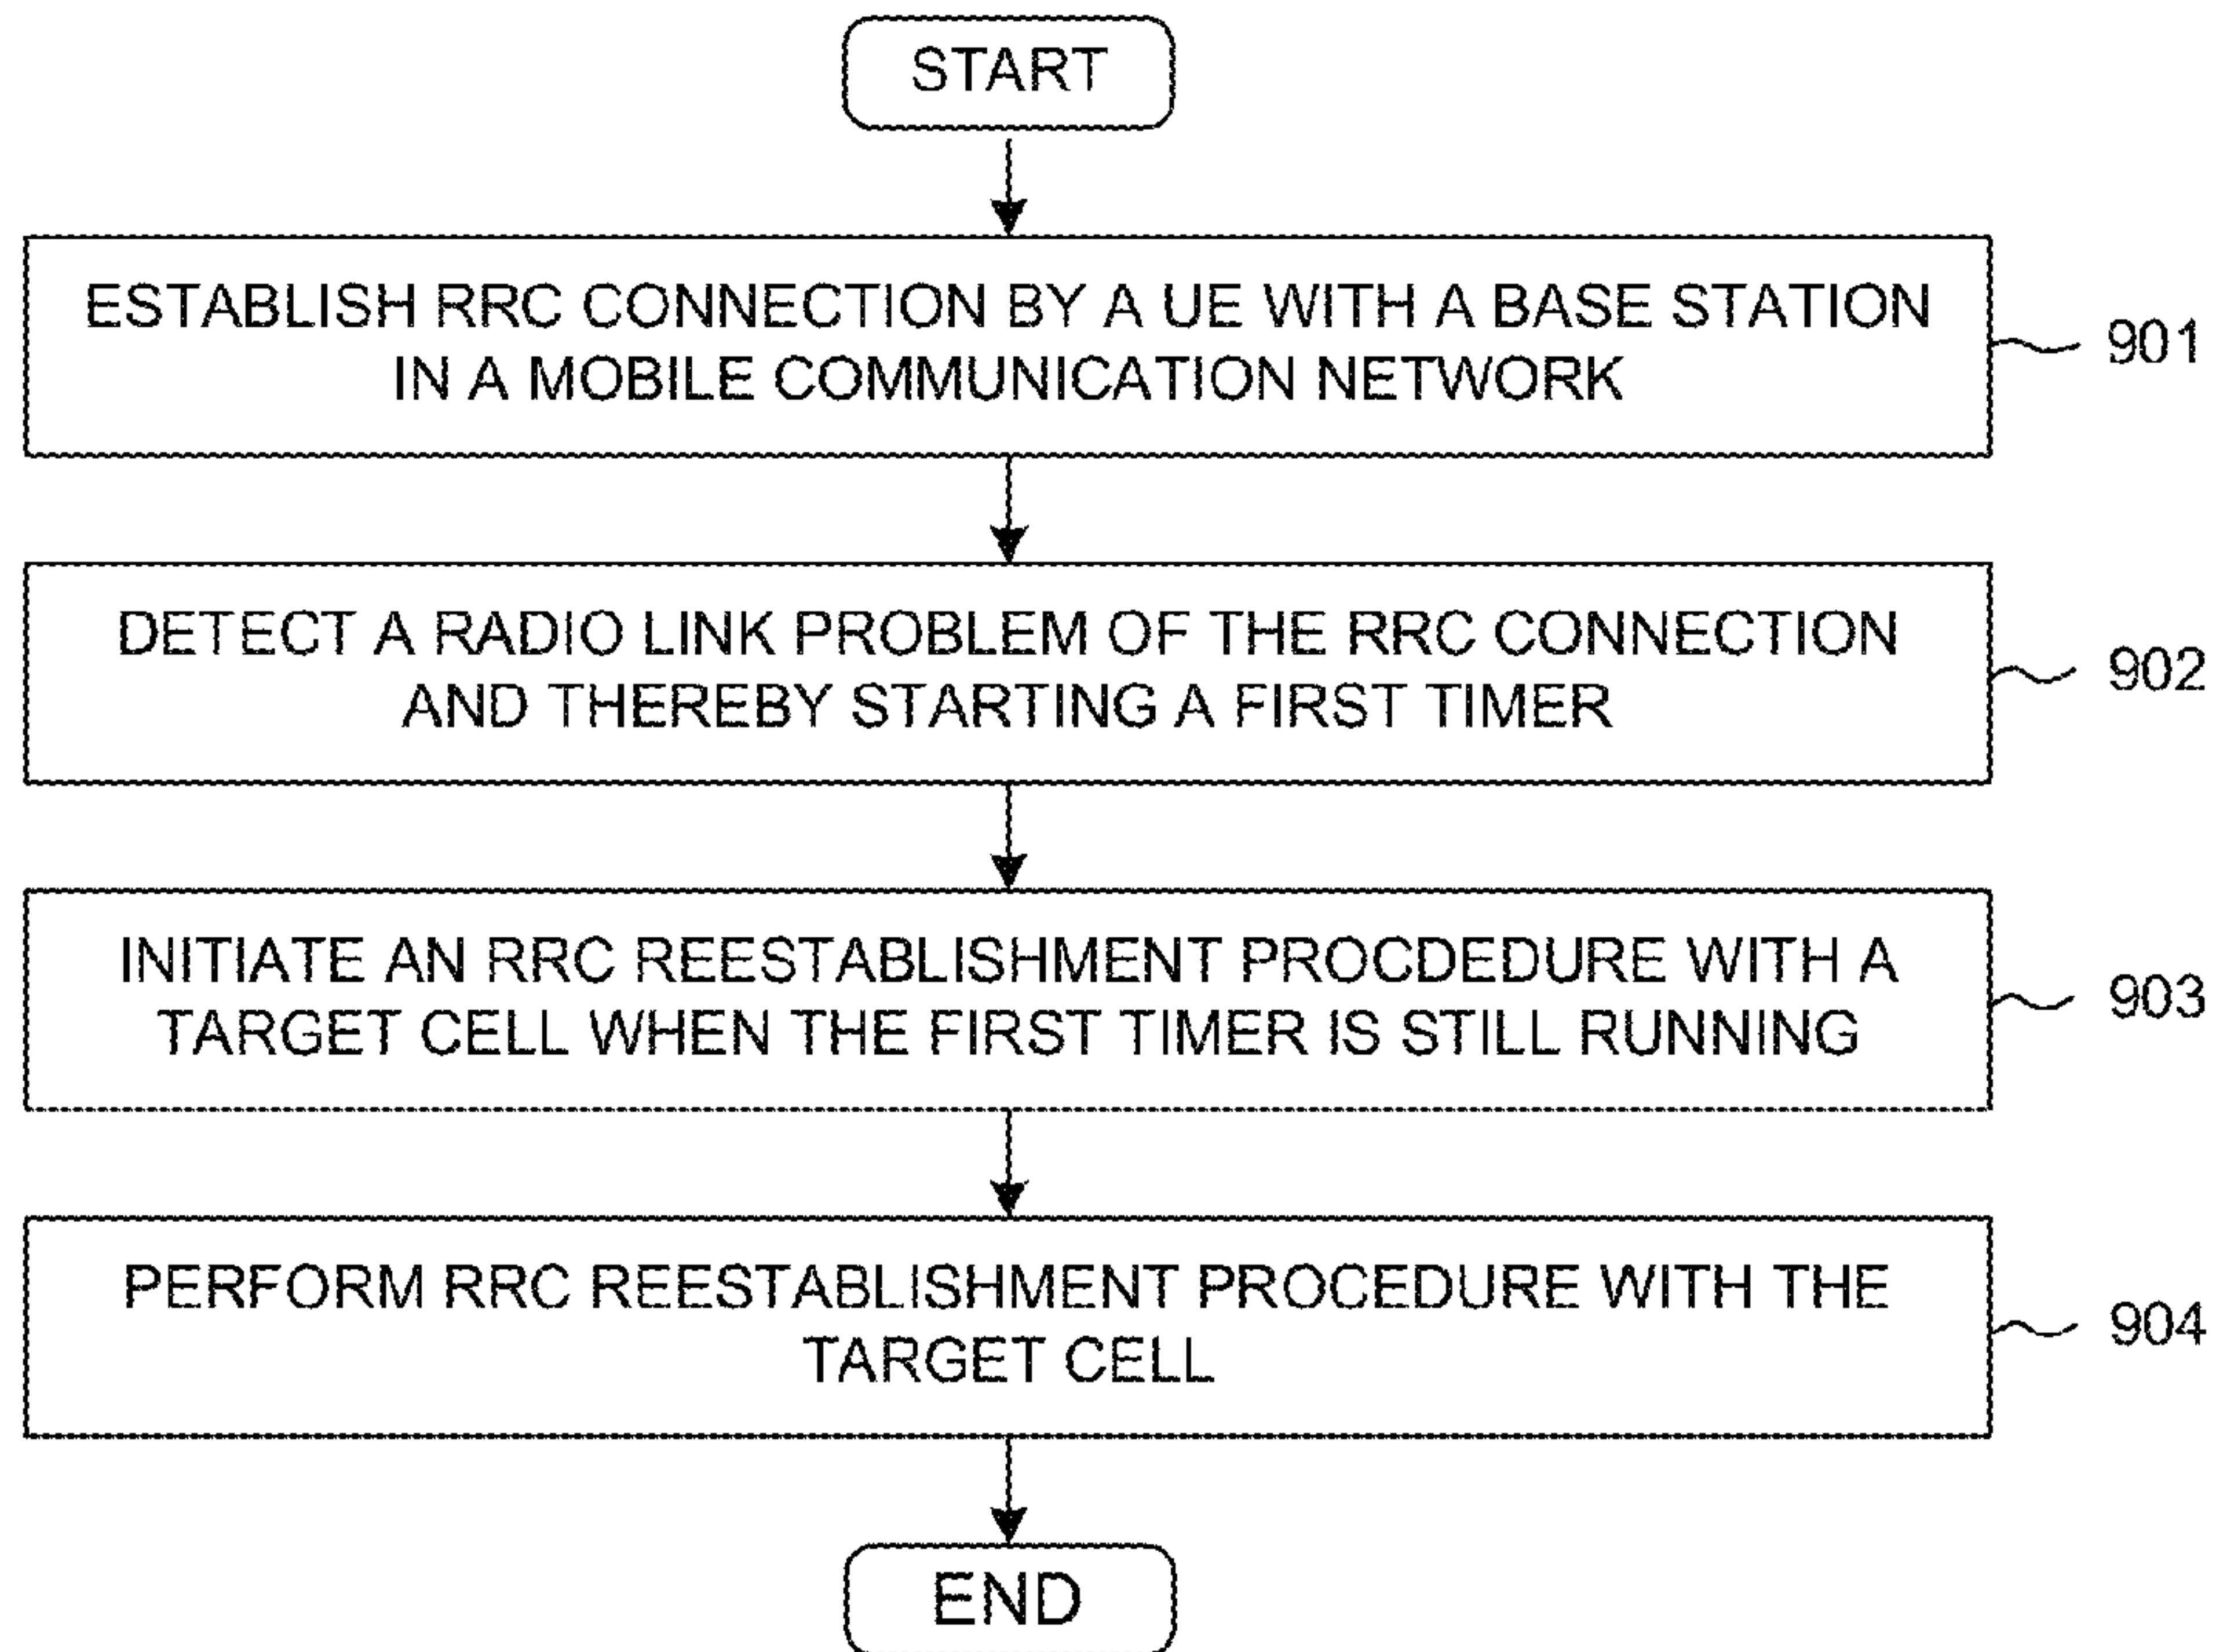 START
ESTABLISH RRC CONNECTION BY A UE WITH A BASE STATION
IN A MOBILE COMMUNICATION NETWORK
901
DETECT A RADIO LINK PROBLEM OF THE RRC CONNECTION
AND THEREBY STARTING A FIRST TIMER
902
INITIATE AN RRC REESTABLISHMENT PROCDEDURE WITH A
TARGET CELL WHEN THE FIRST TIMER IS STILL RUNNING
903
PERFORM RRC REESTABLISHMENT PROCEDURE WITH THE
TARGET CELL
904
END